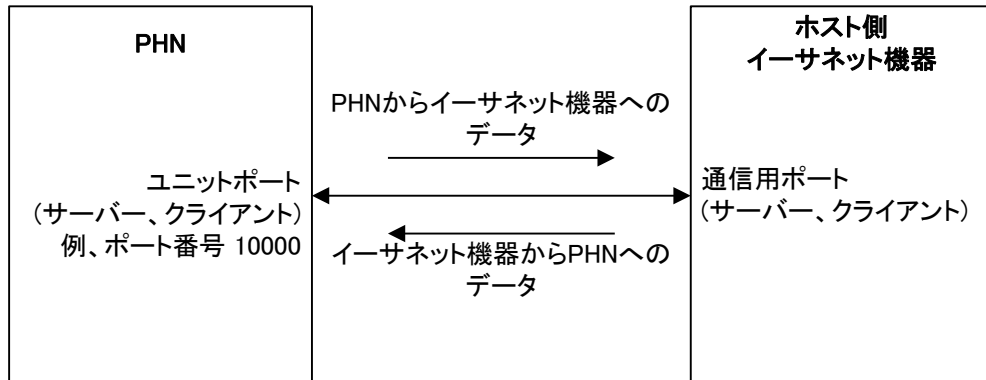 PHN
ホスト側
イーサネット機器
PHNからイーサネット機器への
データ
ユニットポート
(サーバー、クライアント)
例、ポート番号 10000
通信用ポート
(サーバー、クライアント)
イーサネット機器からPHNへの
データ